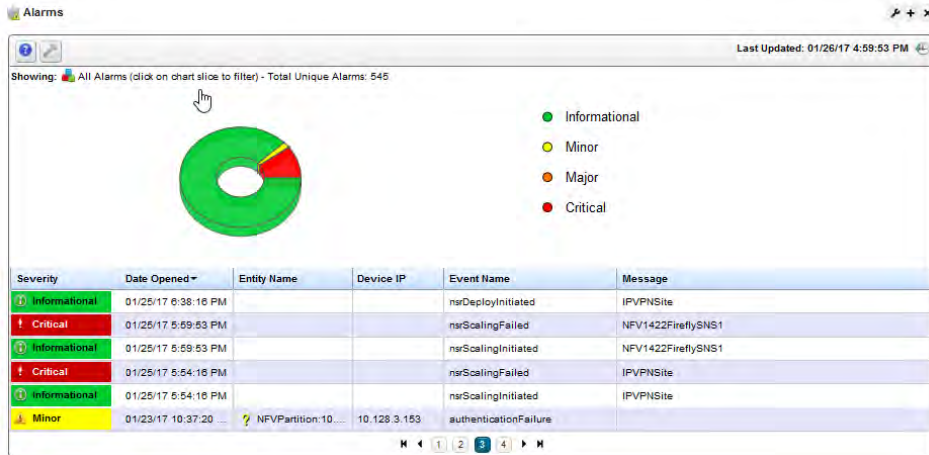 Alarms
Last Updated: 01/26/17 4:59:53 PM
Showing: All Alarms (click on chart slice to filter) - Total Unique Alarms: 545
Informational
Minor
Major
Critical
Severity Date Opened Entity Name Device IP Event Name Message
Informational 01/25/17 6:38:16 PM nsrDeployInitiated IPVPNSite
Critical 01/25/17 5:59:53 PM nsrScalingFailed NFV1422FireflySNS1
Informational 01/25/17 5:59:53 PM nsrScalingInitiated NFV1422FireflySNS1
Critical 01/25/17 5:54:16 PM nsrScalingFailed IPVPNSite
Informational 01/25/17 5:54:16 PM nsrScalingInitiated IPVPNSite
Minor 01/23/17 10:37:20 ... ? NFVPartition:10.... 10.128.3.153 authenticationFailure
1 2 3 4